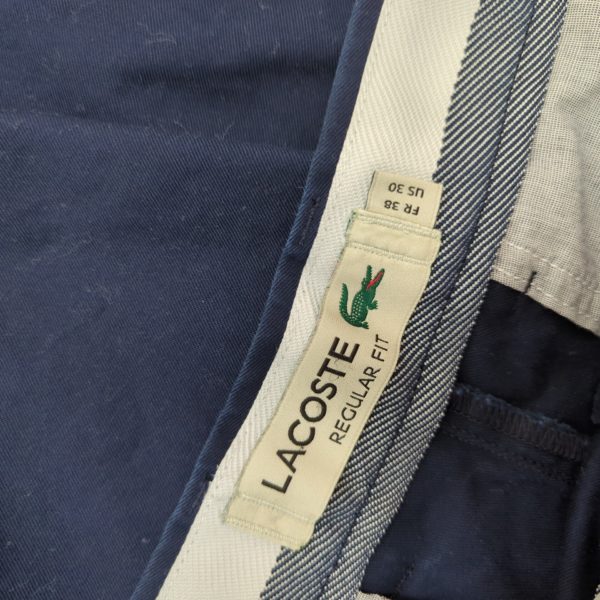 LACOSTE
REGULAR FIT
FR 38
US 30